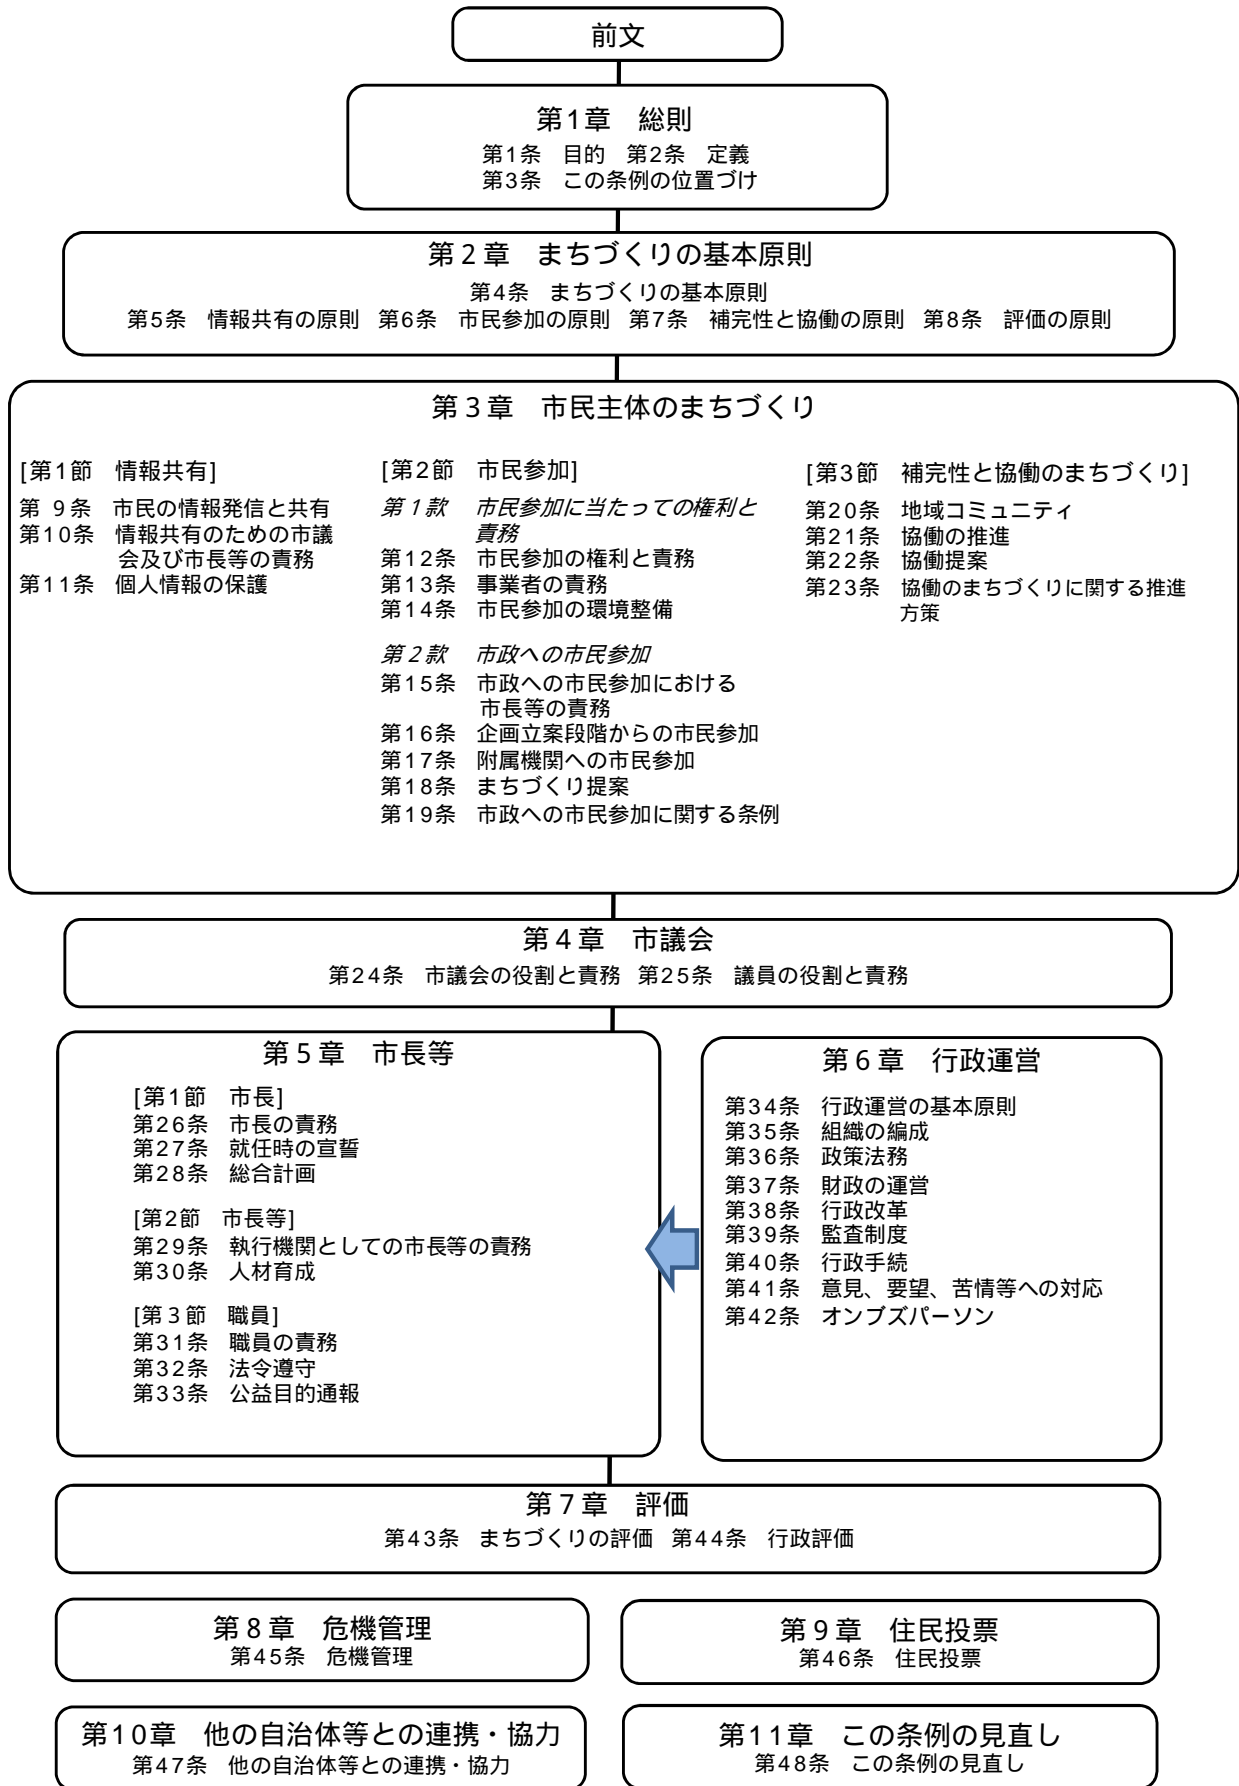 前文
第1章　総則
第1条　目的　第2条　定義
第3条　この条例の位置づけ
第２章　まちづくりの基本原則
第4条　まちづくりの基本原則
第5条　情報共有の原則　第6条　市民参加の原則　第7条　補完性と協働の原則　第8条　評価の原則
第３章　市民主体のまちづくり
[第1節　情報共有]
第 9条　市民の情報発信と共有
第10条　情報共有のための市議
会及び市長等の責務
第11条　個人情報の保護
[第2節　市民参加]
第１款　市民参加に当たっての権利と
責務
第12条　市民参加の権利と責務
第13条　事業者の責務
第14条　市民参加の環境整備
第２款　市政への市民参加
第15条　市政への市民参加における
市長等の責務
第16条　企画立案段階からの市民参加
第17条　附属機関への市民参加
第18条　まちづくり提案
第19条　市政への市民参加に関する条例
[第3節　補完性と協働のまちづくり]
第20条　地域コミュニティ
第21条　協働の推進
第22条　協働提案
第23条　協働のまちづくりに関する推進
方策
第４章　市議会
第24条　市議会の役割と責務　第25条　議員の役割と責務
第５章　市長等
[第1節　市長]
第26条　市長の責務
第27条　就任時の宣誓
第28条　総合計画
[第2節　市長等]
第29条　執行機関としての市長等の責務
第30条　人材育成
[第３節　職員]
第31条　職員の責務
第32条　法令遵守
第33条　公益目的通報
第６章　行政運営
第34条　行政運営の基本原則
第35条　組織の編成
第36条　政策法務
第37条　財政の運営
第38条　行政改革
第39条　監査制度
第40条　行政手続
第41条　意見、要望、苦情等への対応
第42条　オンブズパーソン
第７章　評価
第43条　まちづくりの評価　第44条　行政評価
第８章　危機管理
第45条　危機管理
第９章　住民投票
第46条　住民投票
第10章　他の自治体等との連携・協力
第47条　他の自治体等との連携・協力
第11章　この条例の見直し
第48条　この条例の見直し